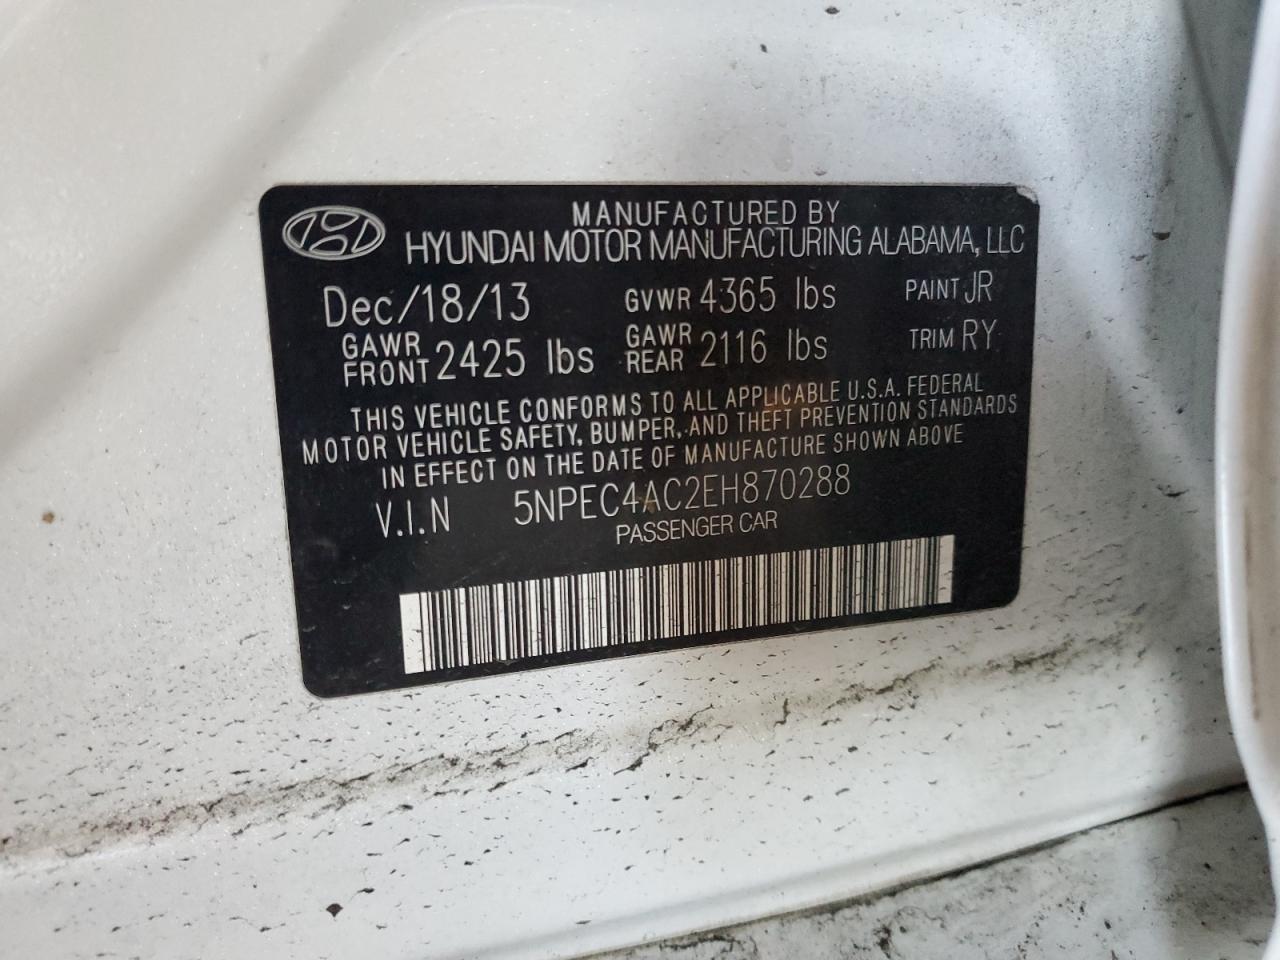 MANUFACTURED BY
HYUNDAI MOTOR MANUFACTURING ALABAMA, LLC
Dec/18/13 GVWR 4365 lbs PAINT JR
GAWR FRONT 2425 lbs GAWR REAR 2116 lbs TRIM RY
THIS VEHICLE CONFORMS TO ALL APPLICABLE U.S.A. FEDERAL
MOTOR VEHICLE SAFETY, BUMPER, AND THEFT PREVENTION STANDARDS
IN EFFECT ON THE DATE OF MANUFACTURE SHOWN ABOVE
V.I.N 5NPEC4AC2EH870288
PASSENGER CAR